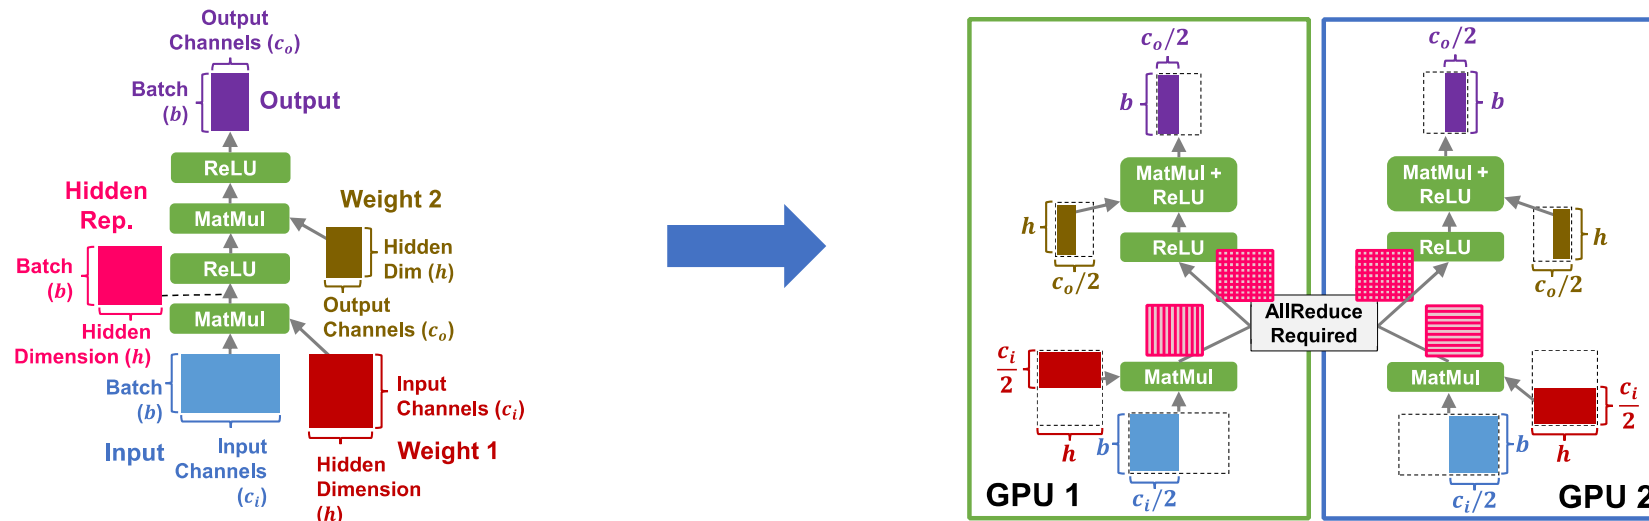 Output
Channels (c_o)
Batch
(b)
Output
ReLU
Hidden
Rep.
Weight 2
MatMul
Batch
(b)
ReLU
Hidden
Dim (h)
Hidden
Dimension (h)
MatMul
Output
Channels (c_o)
Batch
(b)
Input
Channels (c_i)
Input
Input
Channels
(c_i)
Hidden
Dimension
(h)
Weight 1
c_o/2
b
MatMul +
ReLU
h
c_o/2
ReLU
AllReduce
Required
c_i/2
h
MatMul
b
c_i/2
GPU 1
c_o/2
b
MatMul +
ReLU
h
c_o/2
ReLU
MatMul
c_i/2
h
b
c_i/2
GPU 2